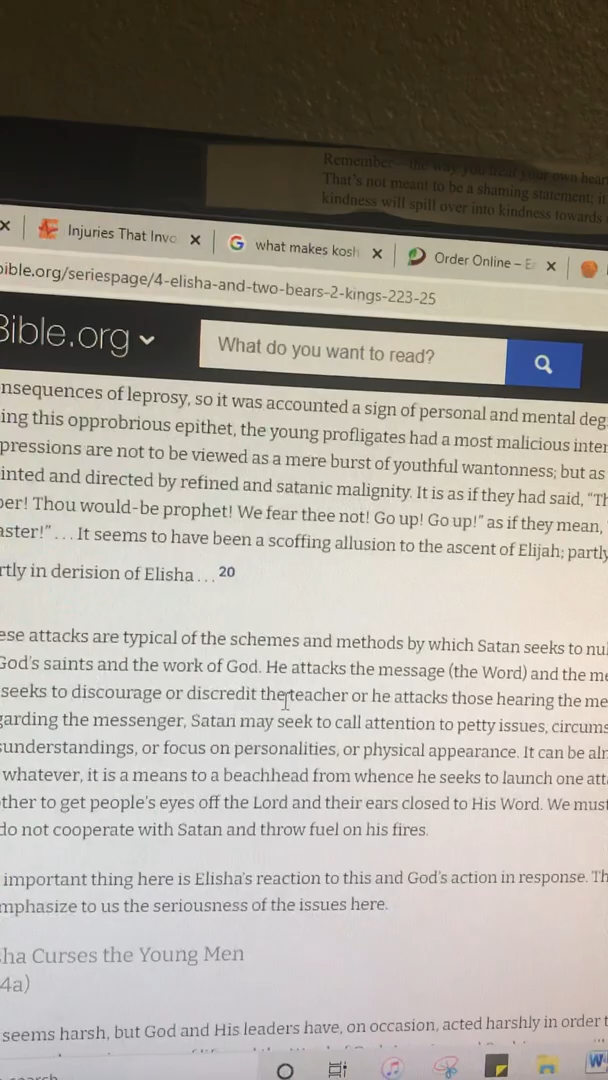 Remember—the way you treat your own hear
That's not meant to be a shaming statement; if
kindness will spill over into kindness towards
Injuries That Invo
what makes kosh
Order Online – E
bible.org/seriespage/4-elisha-and-two-bears-2-kings-223-25
Bible.org
What do you want to read?
nsequences of leprosy, so it was accounted a sign of personal and mental deg
ing this opprobrious epithet, the young profligates had a most malicious inten
pressions are not to be viewed as a mere burst of youthful wantonness; but as
inted and directed by refined and satanic malignity. It is as if they had said, "Th
per! Thou would-be prophet! We fear thee not! Go up! Go up!" as if they mean, '
aster!" . . . It seems to have been a scoffing allusion to the ascent of Elijah; partly
rtly in derision of Elisha . . . 20
ese attacks are typical of the schemes and methods by which Satan seeks to nul
God's saints and the work of God. He attacks the message (the Word) and the me
seeks to discourage or discredit the teacher or he attacks those hearing the me
garding the messenger, Satan may seek to call attention to petty issues, circums
sunderstandings, or focus on personalities, or physical appearance. It can be alm
whatever, it is a means to a beachhead from whence he seeks to launch one att
other to get people's eyes off the Lord and their ears closed to His Word. We must
do not cooperate with Satan and throw fuel on his fires.
important thing here is Elisha's reaction to this and God's action in response. Th
mphasize to us the seriousness of the issues here.
sha Curses the Young Men
4a)
seems harsh, but God and His leaders have, on occasion, acted harshly in order t
search